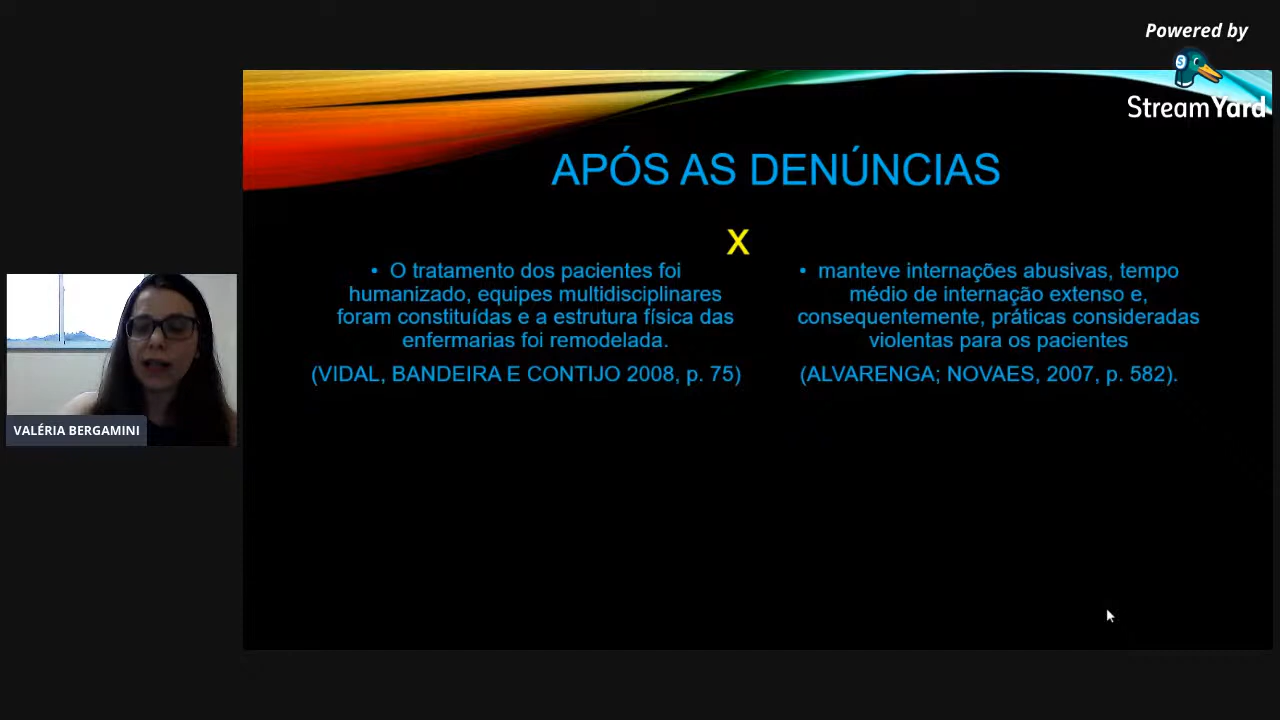 Powered by
StreamYard
APÓS AS DENÚNCIAS
X
• O tratamento dos pacientes foi
humanizado, equipes multidisciplinares
foram constituídas e a estrutura física das
enfermarias foi remodelada.
(VIDAL, BANDEIRA E CONTIJO 2008, p. 75)
• manteve internações abusivas, tempo
médio de internação extenso e,
consequentemente, práticas consideradas
violentas para os pacientes
(ALVARENGA; NOVAES, 2007, p. 582).
VALÉRIA BERGAMINI